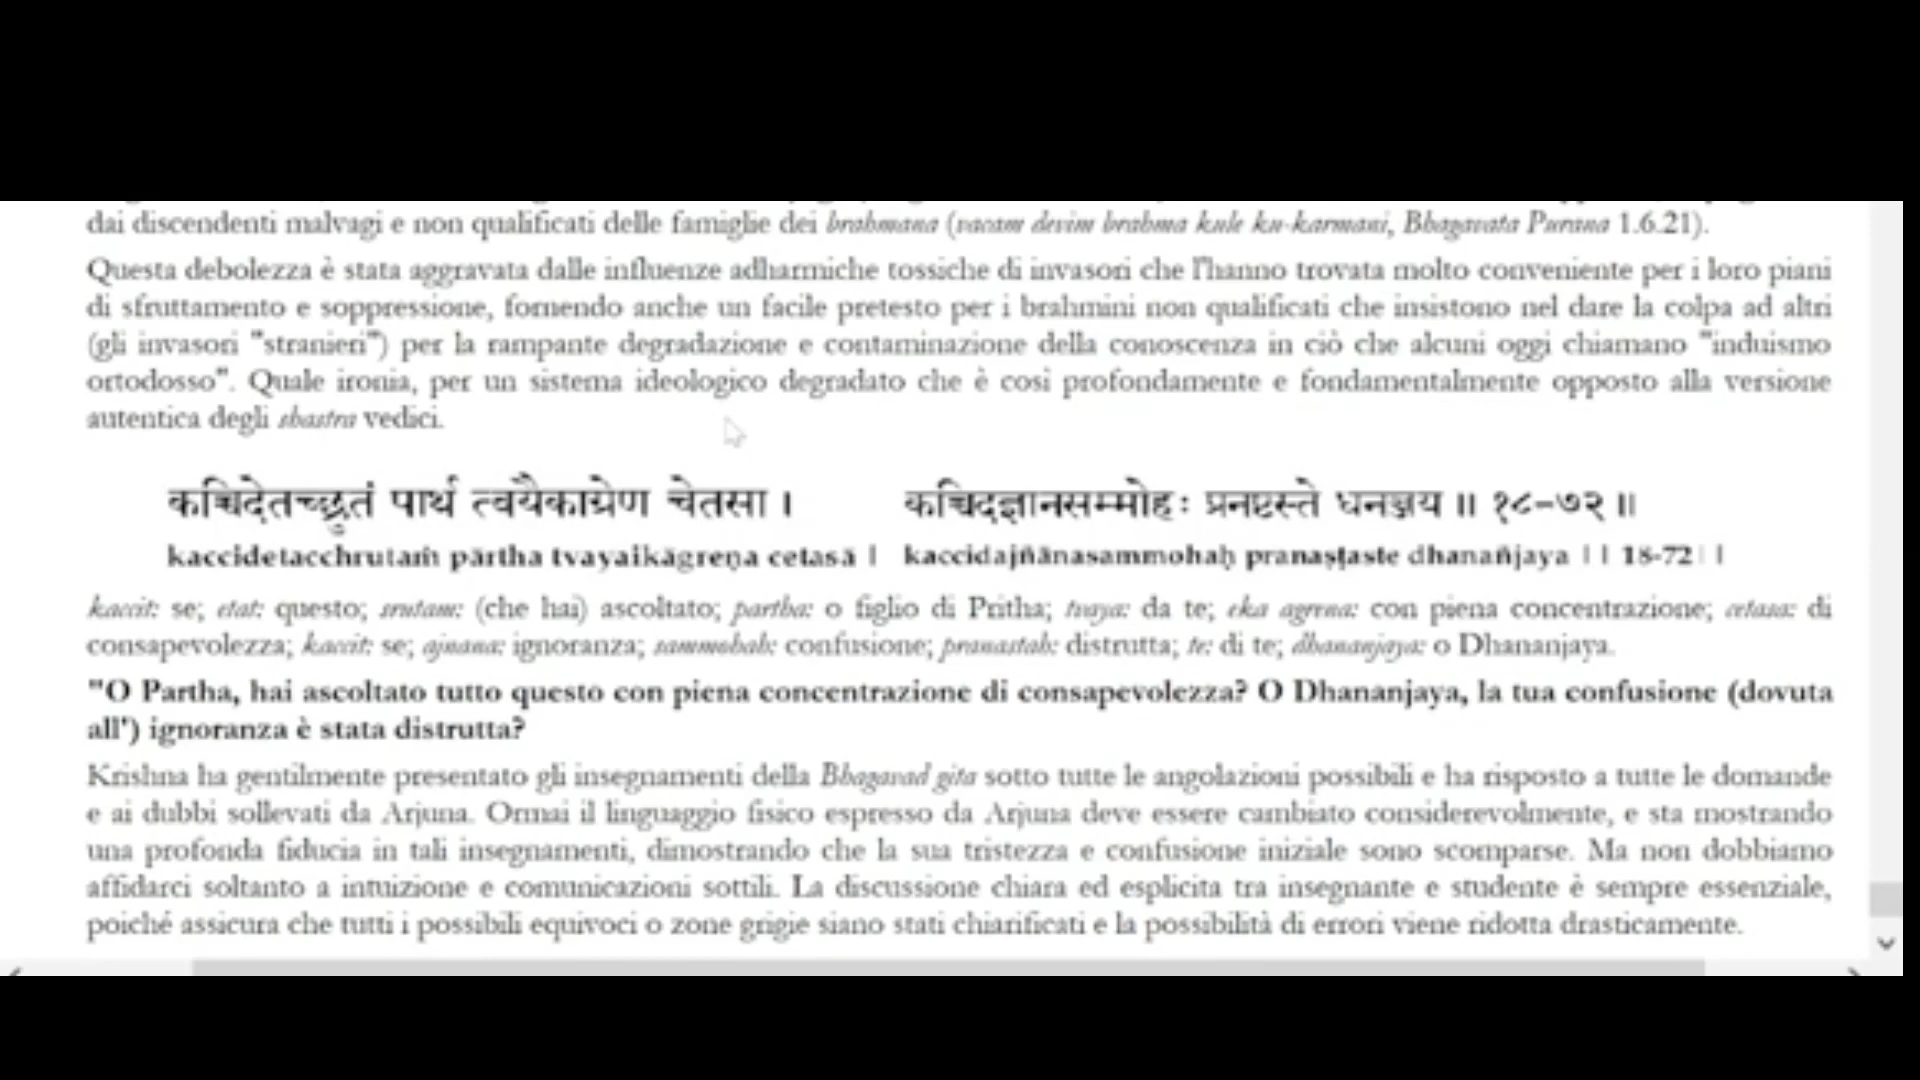 dai discendenti malvagi e non qualificati delle famiglie dei brahmana (vacam devim brahma kule ku-karmani, Bhagavata Purana 1.6.21).
Questa debolezza è stata aggravata dalle influenze adharmiche tossiche di invasori che l'hanno trovata molto conveniente per i loro piani
di sfruttamento e soppressione, fornendo anche un facile pretesto per i brahmini non qualificati che insistono nel dare la colpa ad altri
(gli invasori "stranieri") per la rampante degradazione e contaminazione della conoscenza in ciò che alcuni oggi chiamano "induismo
ortodosso". Quale ironia, per un sistema ideologico degradato che è così profondamente e fondamentalmente opposto alla versione
autentica degli shastra vedici.
कच्चिदेतच्छ्रुतं पार्थ त्वयैकाग्रेण चेतसा । कच्चिदज्ञानसम्मोहः प्रनष्टस्ते धनञ्जय ॥ १८-७२ ॥
kaccidetacchrutaṁ pārtha tvayaikāgreṇa cetasā | kaccidajñānasammohaḥ pranaṣṭaste dhanañjaya | | 18-72 | |
kaccit: se; etat: questo; srutam: (che hai) ascoltato; partha: o figlio di Pritha; tvaya: da te; eka agrena: con piena concentrazione; cetasa: di
consapevolezza; kaccit: se; ajnana: ignoranza; sammohah: confusione; pranastah: distrutta; te: di te; dhananjaya: o Dhananjaya.
"O Partha, hai ascoltato tutto questo con piena concentrazione di consapevolezza? O Dhananjaya, la tua confusione (dovuta
all') ignoranza è stata distrutta?
Krishna ha gentilmente presentato gli insegnamenti della Bhagavad gita sotto tutte le angolazioni possibili e ha risposto a tutte le domande
e ai dubbi sollevati da Arjuna. Ormai il linguaggio fisico espresso da Arjuna deve essere cambiato considerevolmente, e sta mostrando
una profonda fiducia in tali insegnamenti, dimostrando che la sua tristezza e confusione iniziale sono scomparse. Ma non dobbiamo
affidarci soltanto a intuizione e comunicazioni sottili. La discussione chiara ed esplicita tra insegnante e studente è sempre essenziale,
poiché assicura che tutti i possibili equivoci o zone grigie siano stati chiarificati e la possibilità di errori viene ridotta drasticamente.